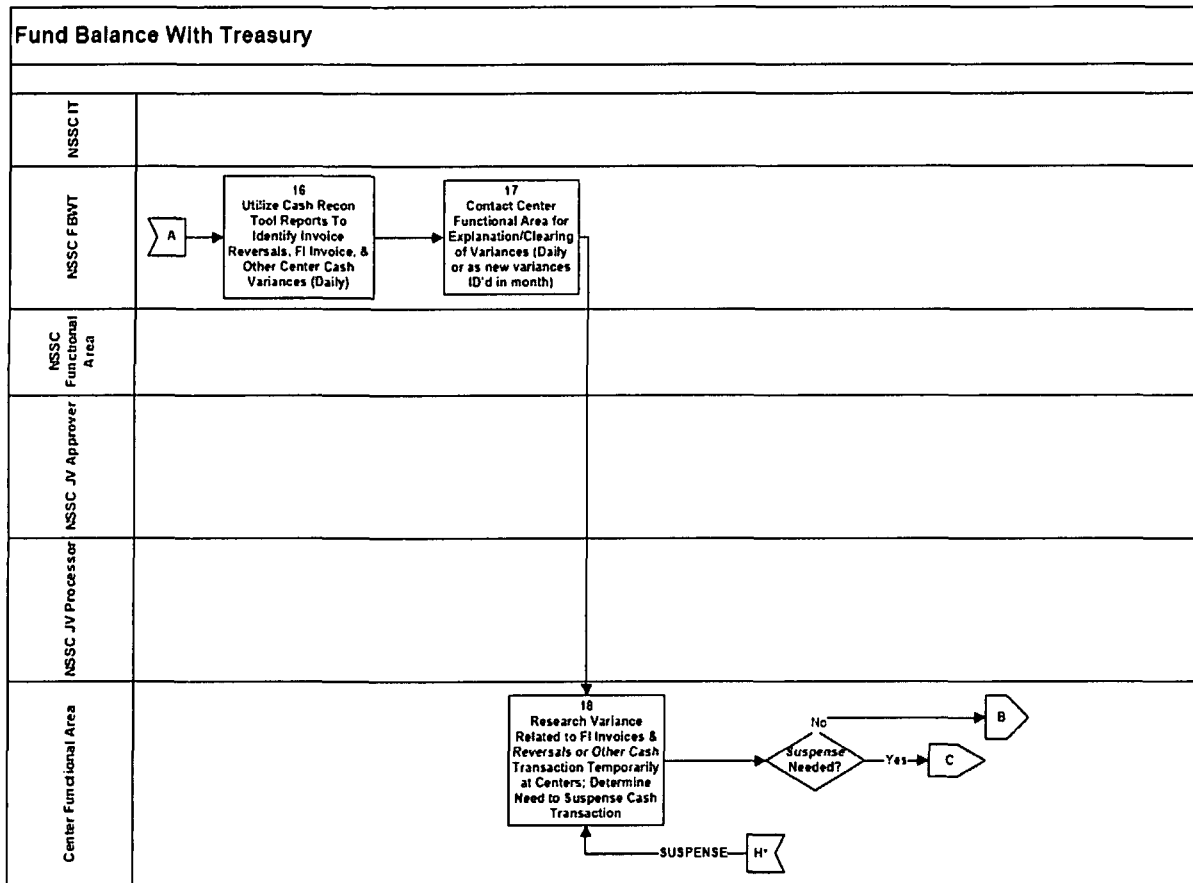 Fund Balance With Treasury
NSSC IT
NSSC FBWT
A
16
Utilize Cash Recon
Tool Reports To
Identify Invoice
Reversals, FI Invoice, &
Other Center Cash
Variances (Daily)
17
Contact Center
Functional Area for
Explanation/Clearing
of Variances (Daily
or as new variances
ID'd in month)
NSSC
Functional
Area
NSSC JV Approver
NSSC JV Processor
Center Functional Area
18
Research Variance
Related to FI Invoices &
Reversals or Other Cash
Transaction Temporarily
at Centers; Determine
Need to Suspense Cash
Transaction
Suspense
Needed?
No
B
Yes
C
SUSPENSE
H*